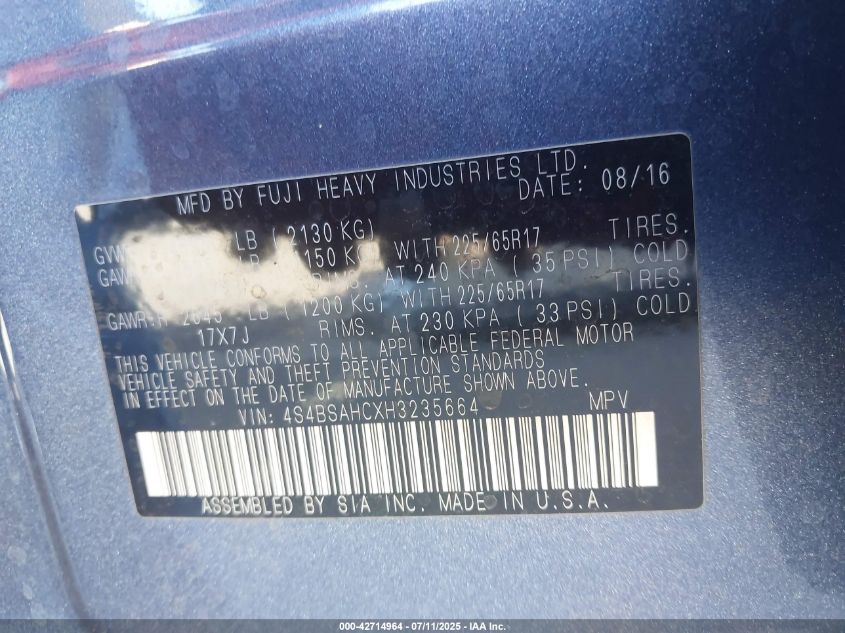 MFD BY FUJI HEAVY INDUSTRIES LTD.
DATE: 08/16
LB ( 2130 KG)
LB 150 KG WITH 225/65R17 TIRES.
RIMS. AT 240 KPA ( 35 PSI) COLD
GAWR:R 2645 LB ( 1200 KG) WITH 225/65R17 TIRES.
17X7J RIMS. AT 230 KPA ( 33 PSI) COLD
THIS VEHICLE CONFORMS TO ALL APPLICABLE FEDERAL MOTOR
VEHICLE SAFETY AND THEFT PREVENTION STANDARDS
IN EFFECT ON THE DATE OF MANUFACTURE SHOWN ABOVE.
VIN: 4S4BSAHCXH3235664 MPV
ASSEMBLED BY SIA INC. MADE IN U.S.A.
000-42714964 - 07/11/2025 - IAA Inc.